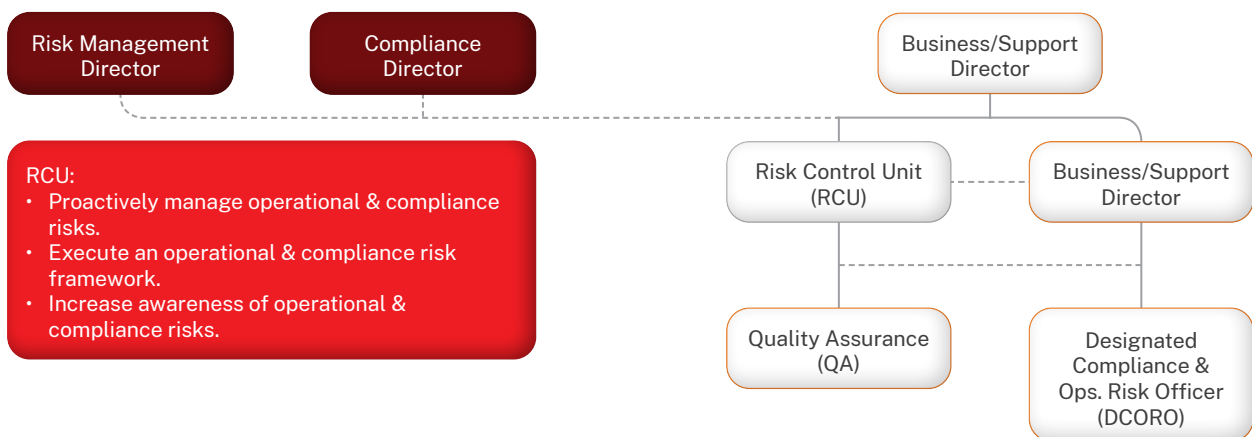 Risk Management
Director
Compliance
Director
Business/Support
Director
RCU:
• Proactively manage operational & compliance
risks.
• Execute an operational & compliance risk
framework.
• Increase awareness of operational &
compliance risks.
Risk Control Unit
(RCU)
Business/Support
Director
Quality Assurance
(QA)
Designated
Compliance &
Ops. Risk Officer
(DCORO)